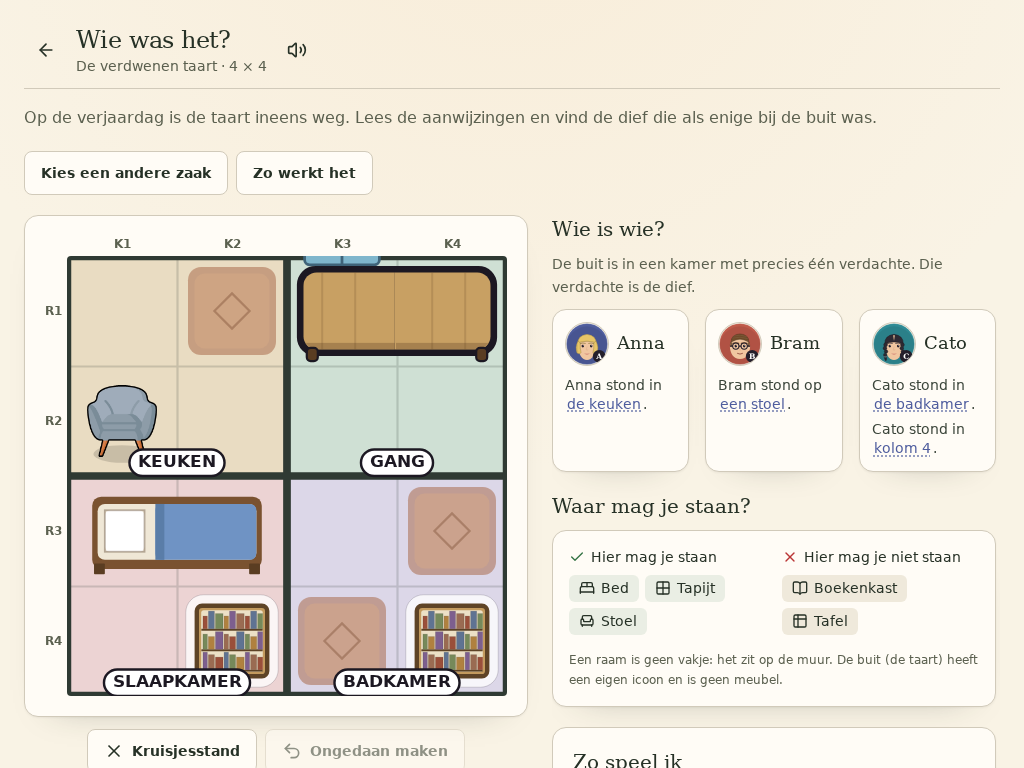 Wie was het?
De verdwenen taart · 4 × 4
Op de verjaardag is de taart ineens weg. Lees de aanwijzingen en vind de dief die als enige bij de buit was.
Kies een andere zaak
Zo werkt het
K1 K2 K3 K4
R1
R2
KEUKEN
GANG
R3
R4
SLAAPKAMER
BADKAMER
Kruisjesstand
Ongedaan maken
Wie is wie?
De buit is in een kamer met precies één verdachte. Die
verdachte is de dief.
A
Anna
Anna stond in
de keuken.
B
Bram
Bram stond op
een stoel.
C
Cato
Cato stond in
de badkamer.
Cato stond in
kolom 4.
Waar mag je staan?
Hier mag je staan
Bed
Tapijt
Stoel
Hier mag je niet staan
Boekenkast
Tafel
Een raam is geen vakje: het zit op de muur. De buit (de taart) heeft
een eigen icoon en is geen meubel.
Zo speel ik